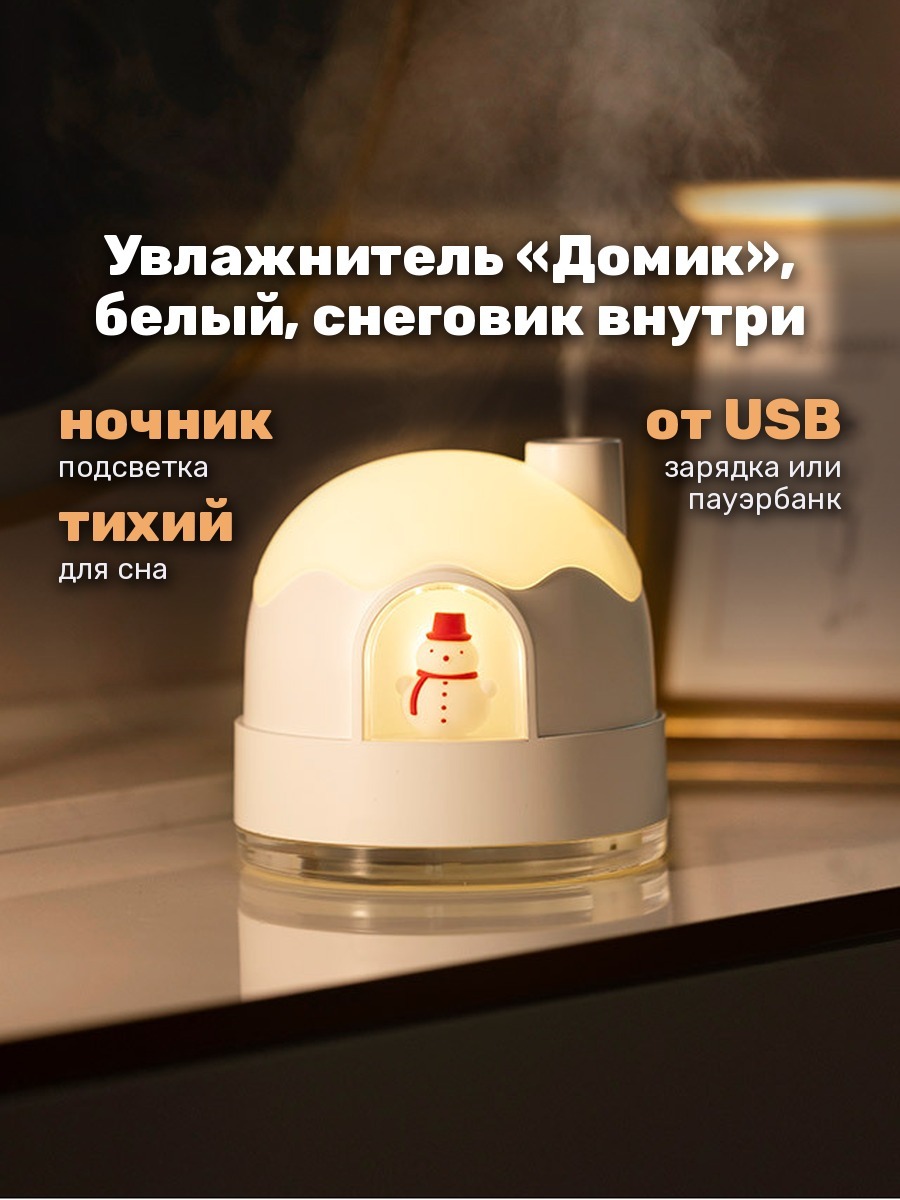 Увлажнитель «Домик»,
белый, снеговик внутри
ночник
подсветка
тихий
для сна
от USB
зарядка или
пауэрбанк